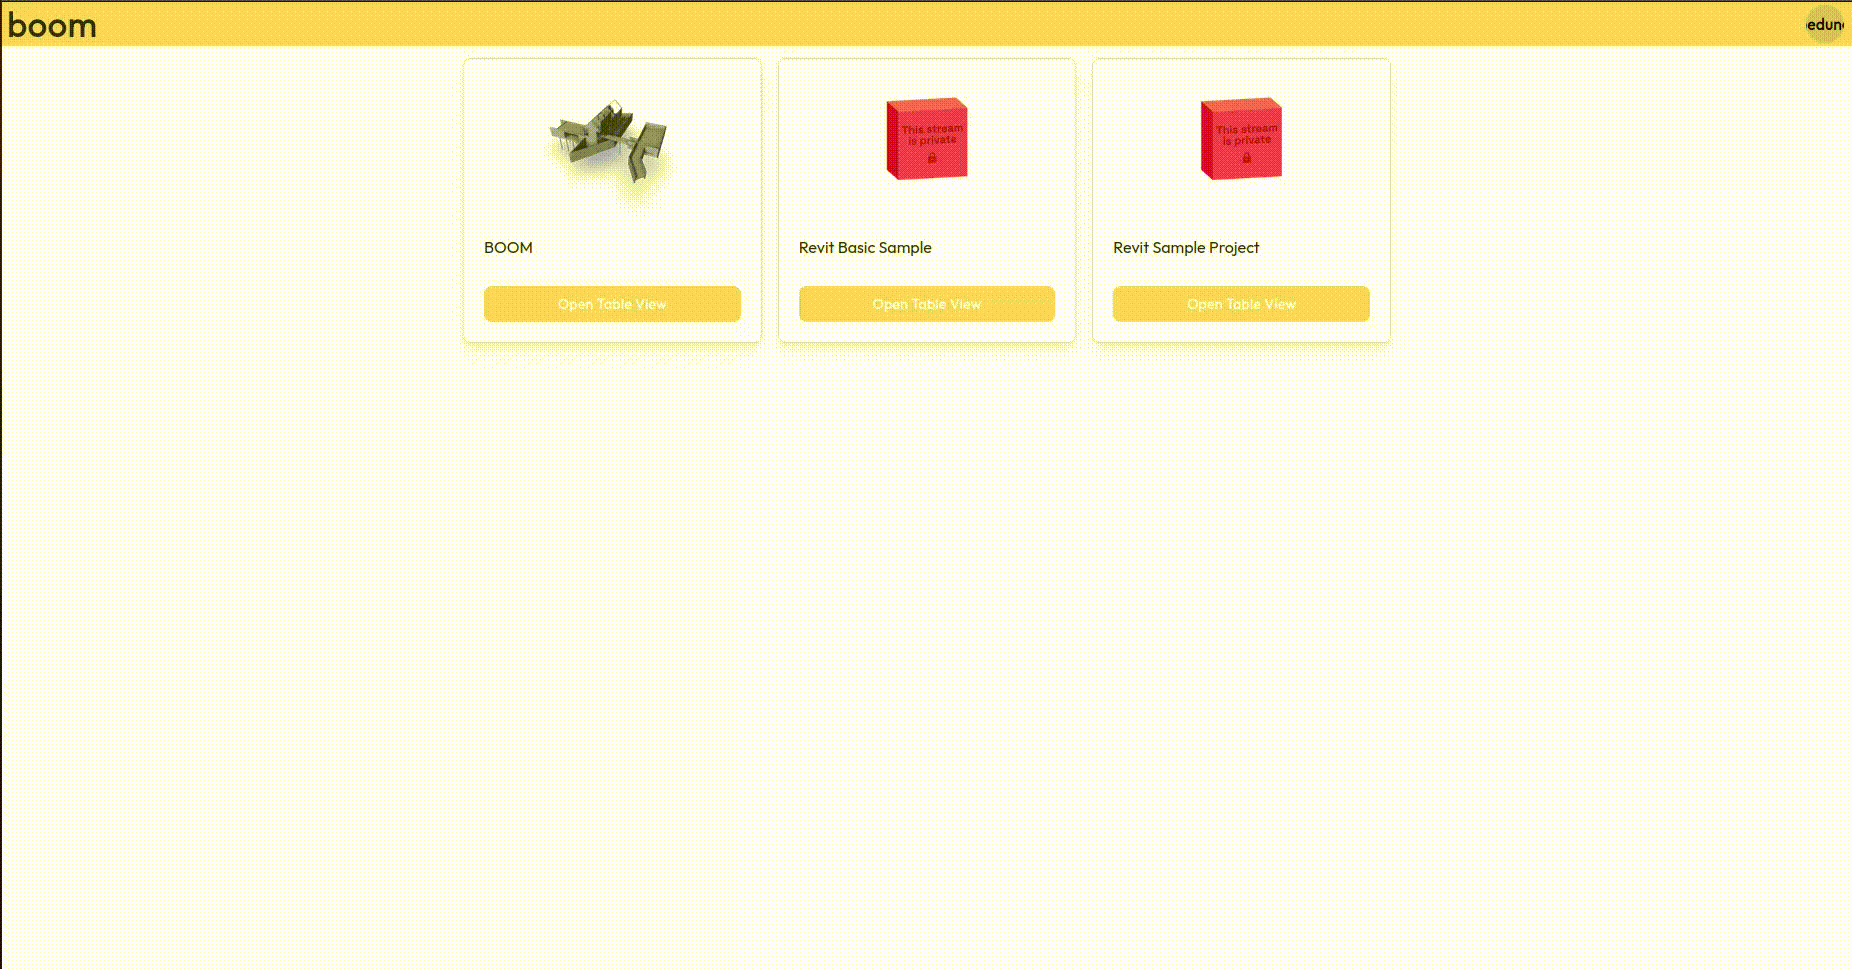 boom
edun
This stream
is private
This stream
is private
BOOM
Revit Basic Sample
Revit Sample Project
Open Table View
Open Table View
Open Table View